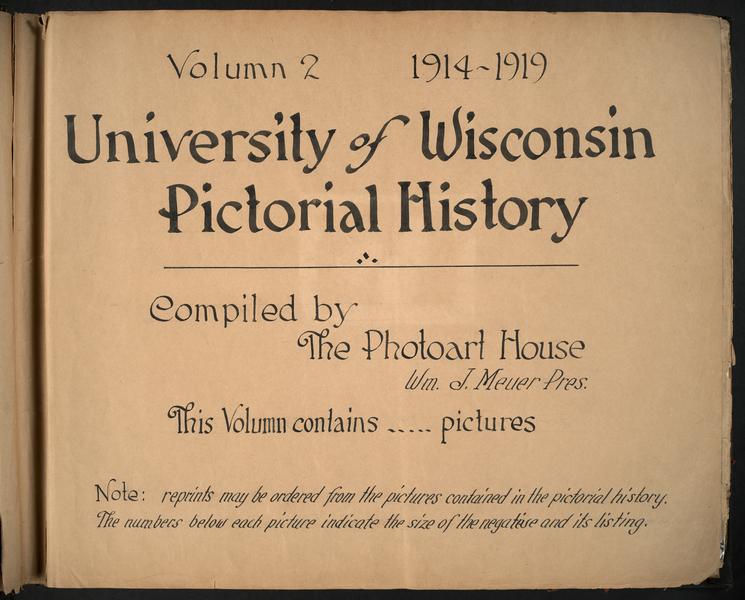 Volumn 2 1914~1919
University of Wisconsin
Pictorial History
Compiled by
The Photoart House
Wm. J. Meuer Pres.
This Volumn contains ..... pictures
Note: reprints may be ordered from the pictures contained in the pictorial history.
The numbers below each picture indicate the size of the negative and its listing.